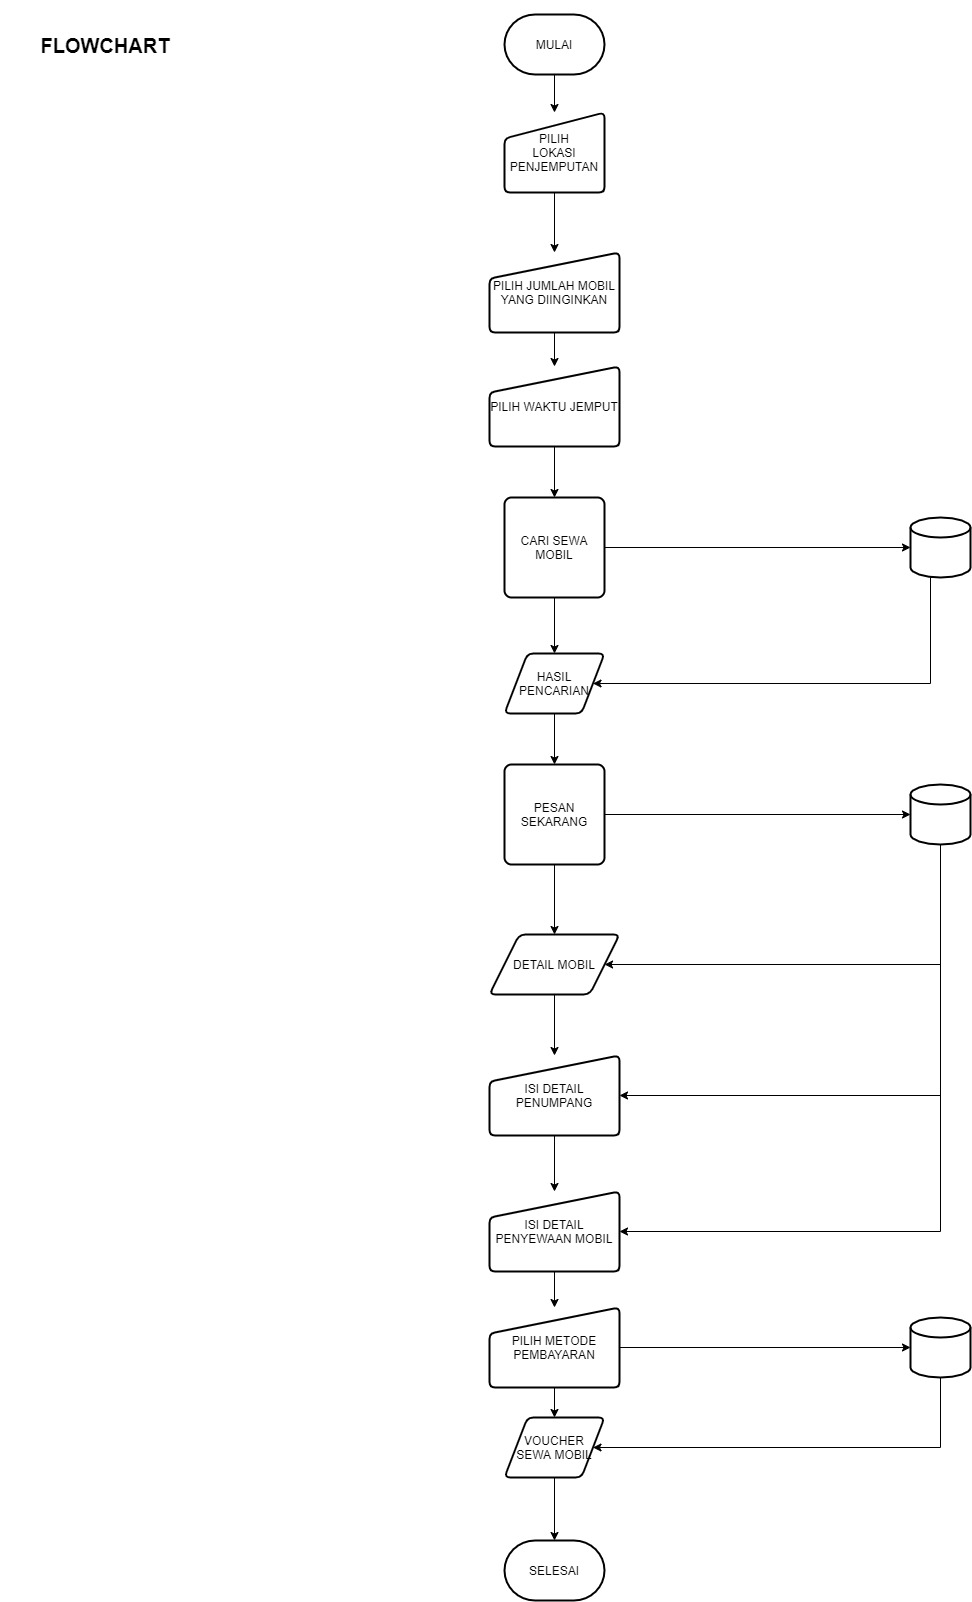 FLOWCHART
MULAI
PILIH
LOKASI
PENJEMPUTAN
PILIH JUMLAH MOBIL
YANG DIINGINKAN
PILIH WAKTU JEMPUT
CARI SEWA
MOBIL
HASIL
PENCARIAN
PESAN
SEKARANG
DETAIL MOBIL
ISI DETAIL
PENUMPANG
ISI DETAIL
PENYEWAAN MOBIL
PILIH METODE
PEMBAYARAN
VOUCHER
SEWA MOBIL
SELESAI